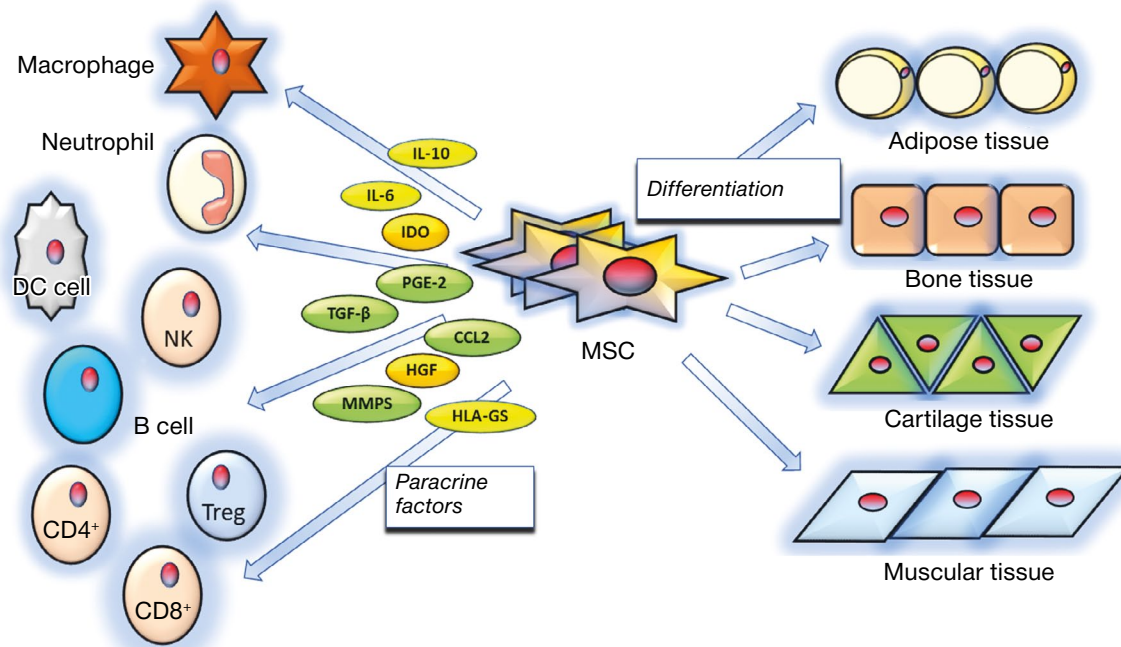 Macrophage
Neutrophil
DC cell
NK
B cell
CD4⁺
Treg
CD8⁺
IL-10
IL-6
IDO
PGE-2
TGF-β
CCL2
HGF
MMPS
HLA-GS
Paracrine
factors
MSC
Differentiation
Adipose tissue
Bone tissue
Cartilage tissue
Muscular tissue